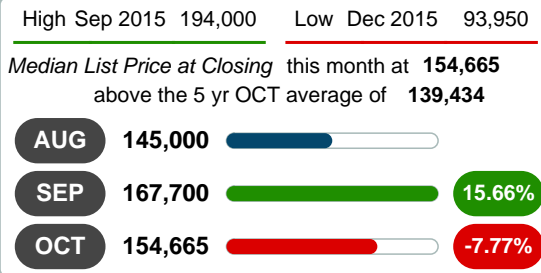 High Sep 2015 194,000 Low Dec 2015 93,950
Median List Price at Closing this month at 154,665
above the 5 yr OCT average of 139,434
AUG 145,000
SEP 167,700 15.66%
OCT 154,665 -7.77%